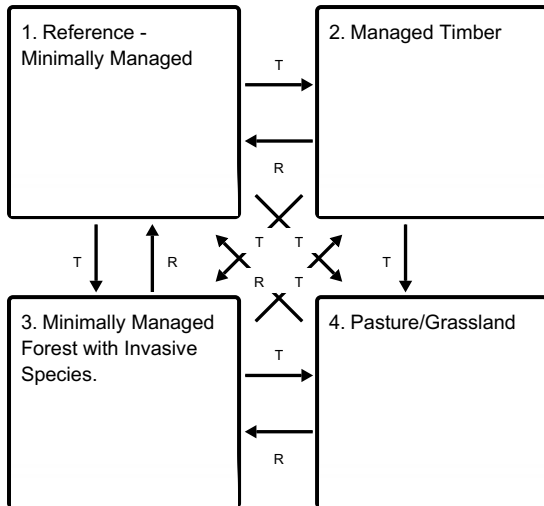 1. Reference -
Minimally Managed
2. Managed Timber
T
R
T
T
T
R
T
R
T
T
3. Minimally Managed
Forest with Invasive
Species.
4. Pasture/Grassland
T
R